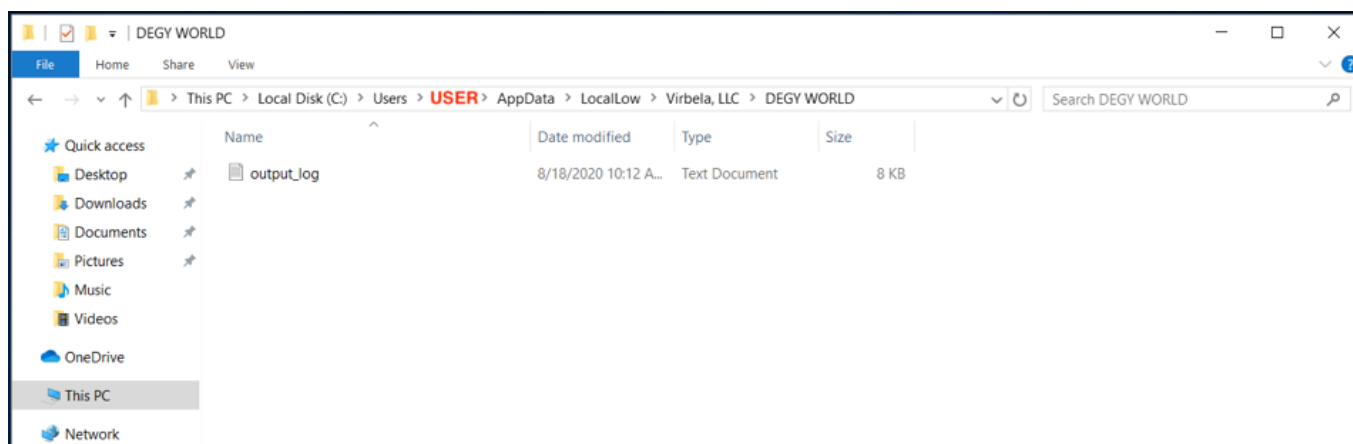 DEGY WORLD
File Home Share View
This PC > Local Disk (C:) > Users > USER > AppData > LocalLow > Virbela, LLC > DEGY WORLD
Search DEGY WORLD
Name Date modified Type Size
output_log 8/18/2020 10:12 A... Text Document 8 KB
Quick access
Desktop
Downloads
Documents
Pictures
Music
Videos
OneDrive
This PC
Network